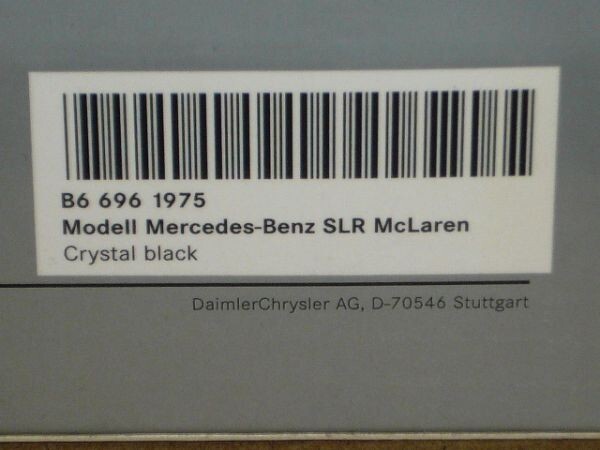 B6 696 1975
Modell Mercedes-Benz SLR McLaren
Crystal black
DaimlerChrysler AG, D-70546 Stuttgart